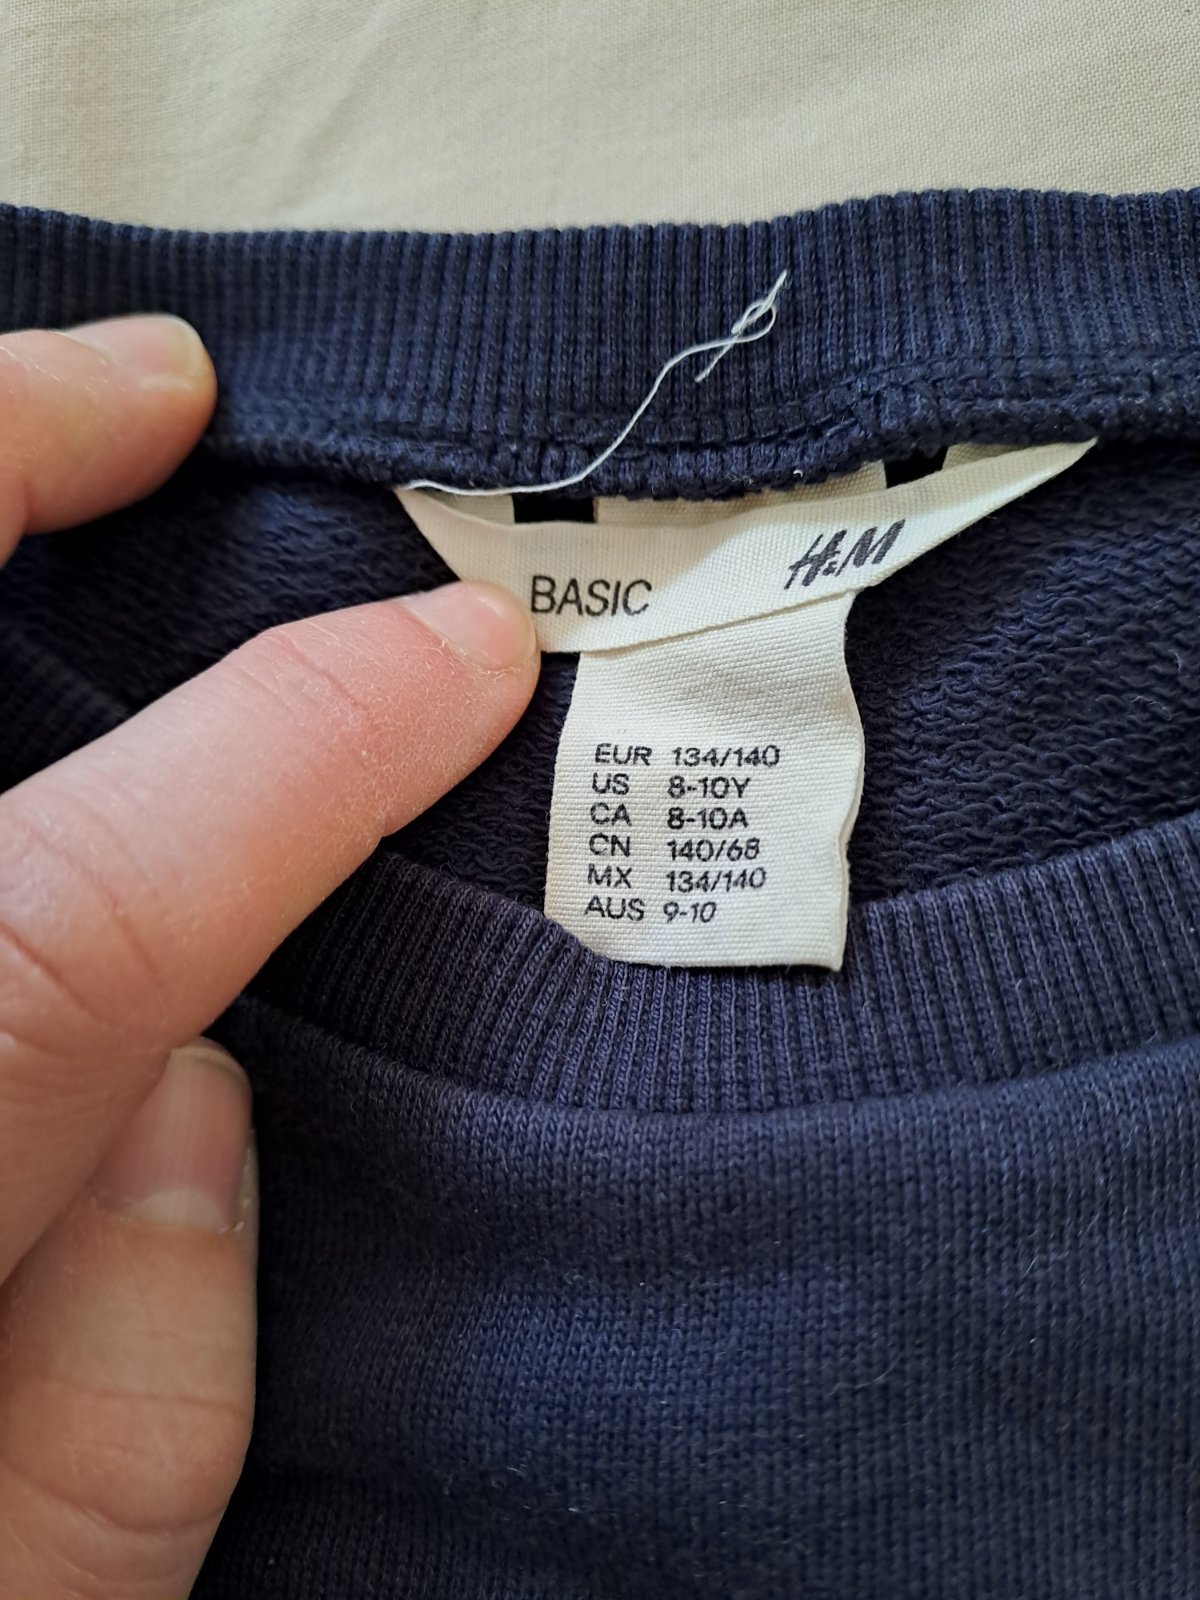 BASIC H&M
EUR 134/140
US 8-10Y
CA 8-10A
CN 140/68
MX 134/140
AUS 9-10